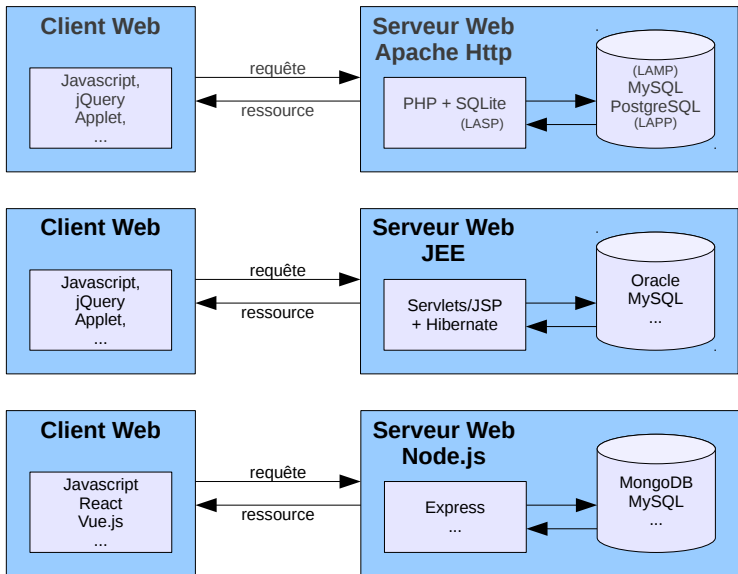 Client Web
Javascript,
jQuery
Applet,
...
requête
ressource
Serveur Web
Apache Http
PHP + SQLite
(LASP)
(LAMP)
MySQL
PostgreSQL
(LAPP)
Client Web
Javascript,
jQuery
Applet,
...
requête
ressource
Serveur Web
JEE
Servlets/JSP
+ Hibernate
Oracle
MySQL
...
Client Web
Javascript
React
Vue.js
...
requête
ressource
Serveur Web
Node.js
Express
...
MongoDB
MySQL
...